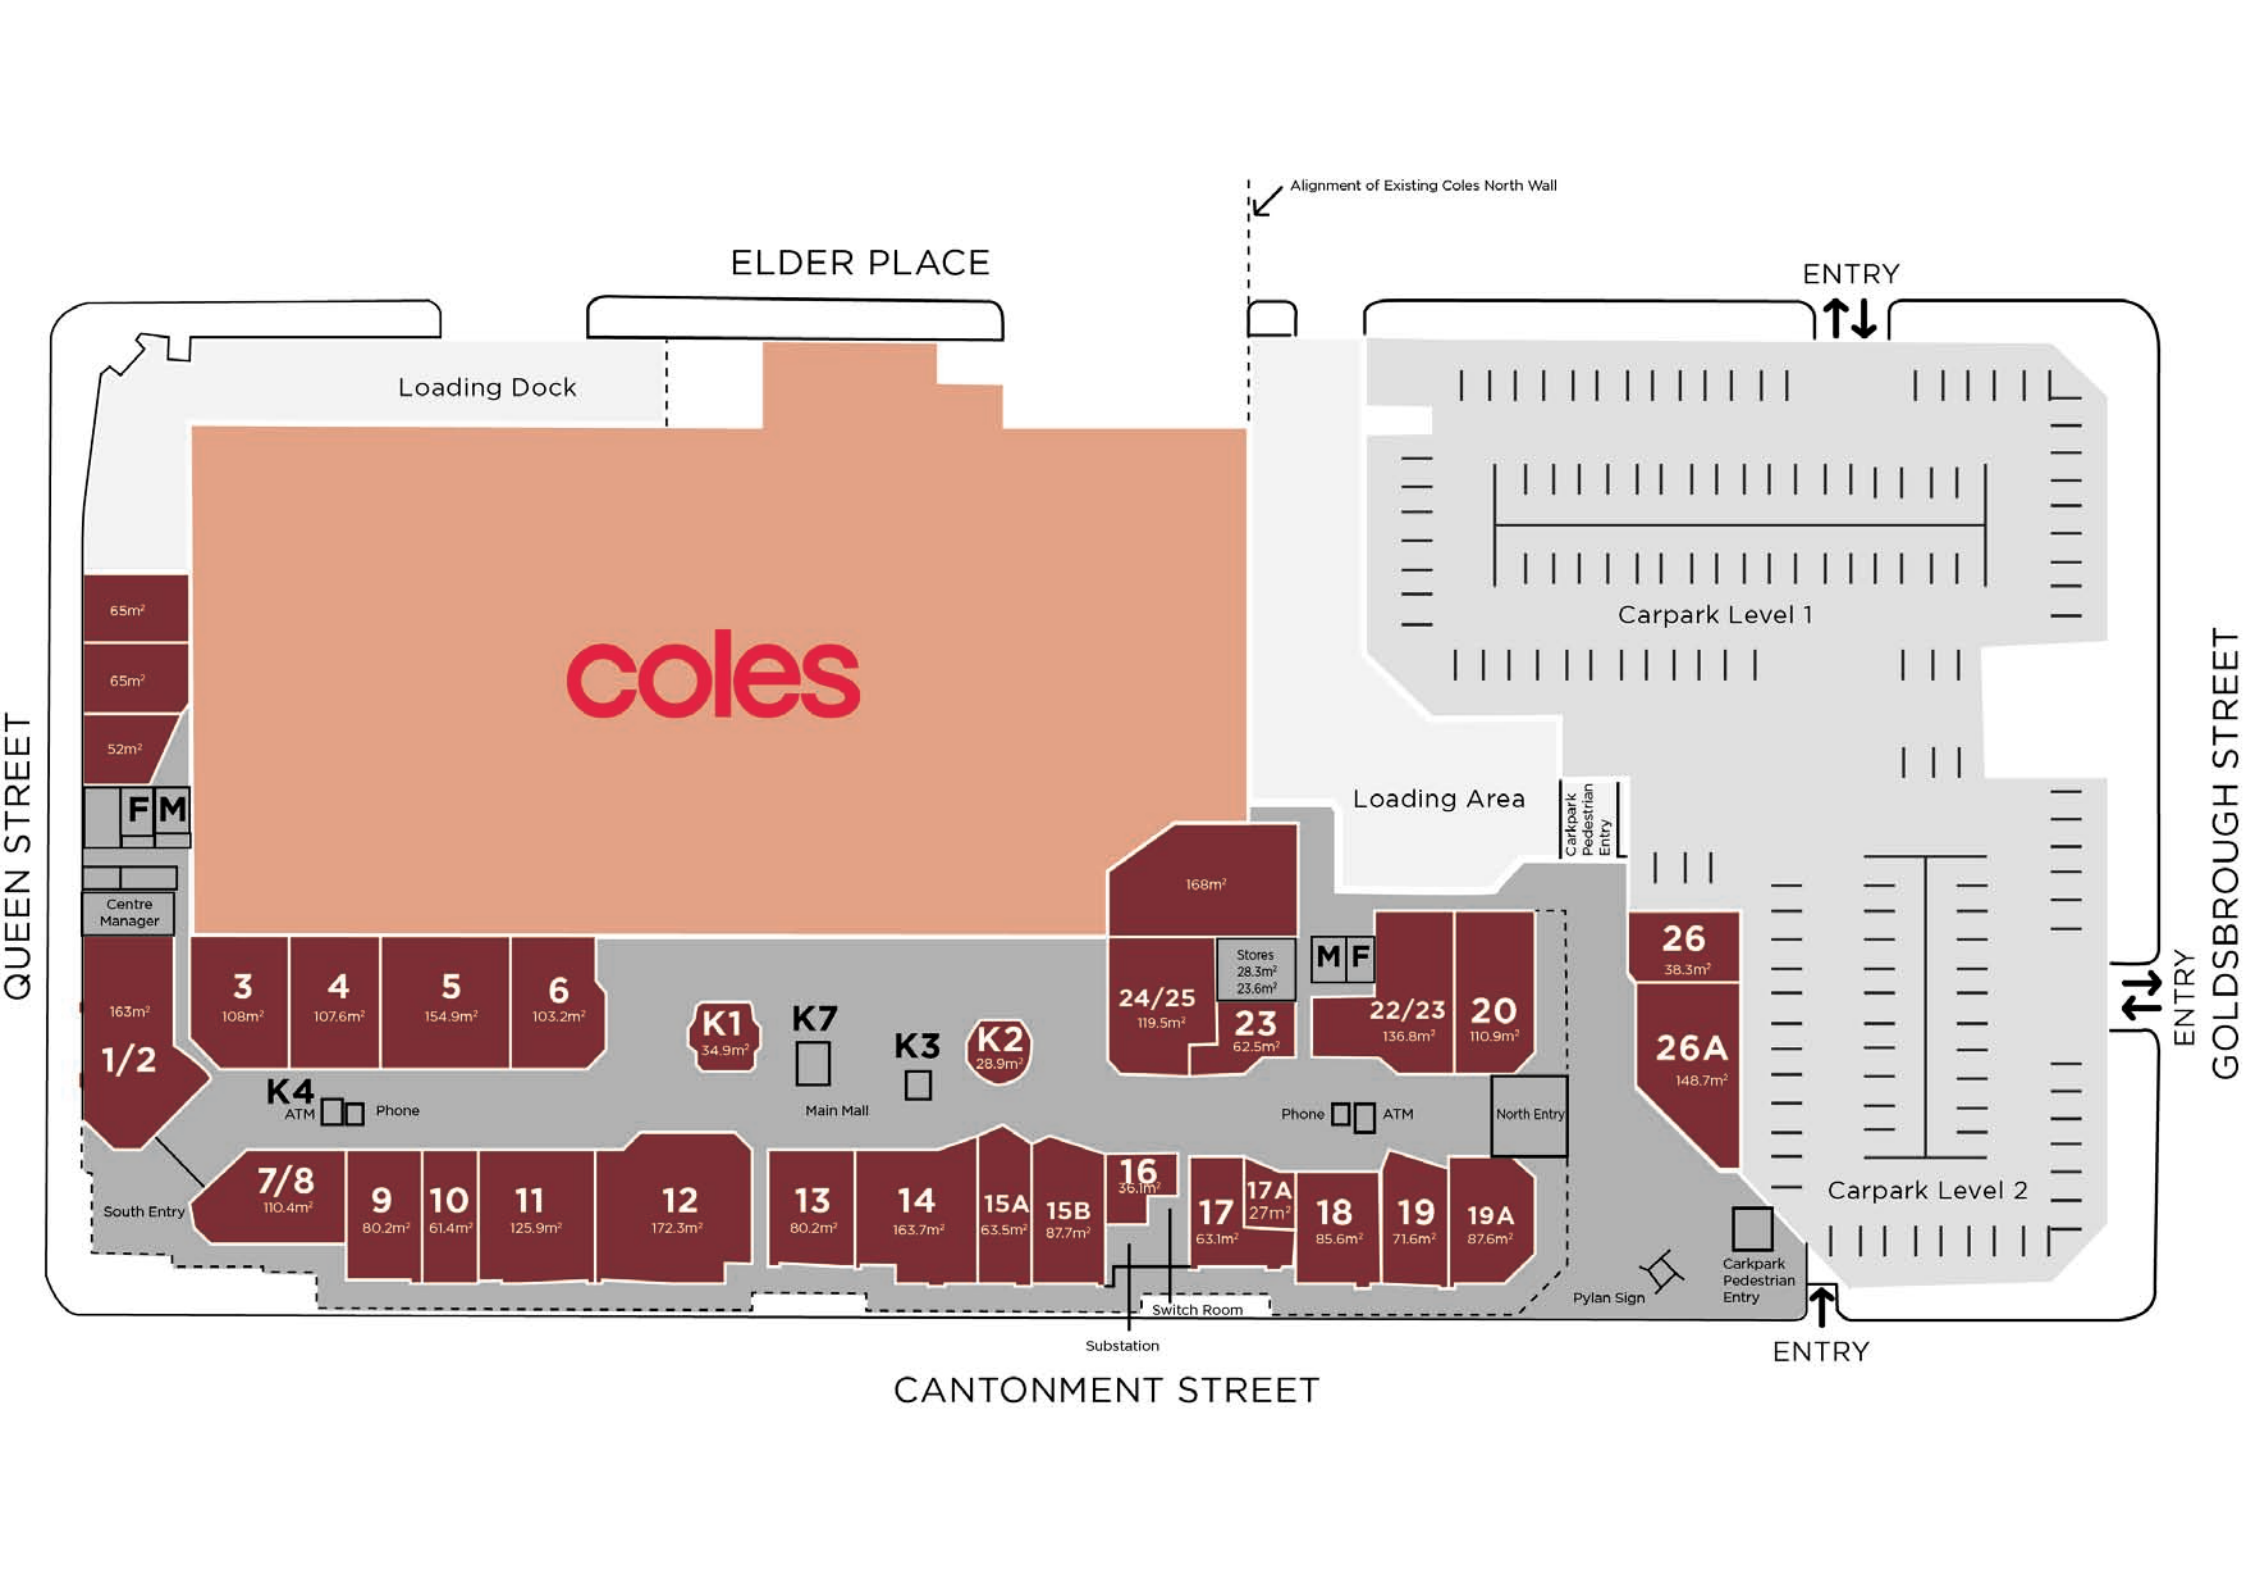 Alignment of Existing Coles North Wall
ELDER PLACE
ENTRY
Loading Dock
65m²
65m²
52m²
F M
Centre
Manager
QUEEN STREET
coles
Carpark Level 1
Loading Area
Carkpark
Pedestrian
Entry
GOLDSBROUGH STREET
ENTRY
168m²
Stores
28.3m²
23.6m²
M F
163m²
1/2
3
108m²
4
107.6m²
5
154.9m²
6
103.2m²
K1
34.9m²
K7
K3
K2
28.9m²
24/25
119.5m²
23
62.5m²
22/23
136.8m²
20
110.9m²
26
38.3m²
26A
148.7m²
K4
ATM
Phone
Main Mall
Phone
ATM
North Entry
South Entry
7/8
110.4m²
9
80.2m²
10
61.4m²
11
125.9m²
12
172.3m²
13
80.2m²
14
163.7m²
15A
63.5m²
15B
87.7m²
16
36.1m²
17
63.1m²
17A
27m²
18
85.6m²
19
71.6m²
19A
87.6m²
Carpark Level 2
Pylan Sign
Carkpark
Pedestrian
Entry
Switch Room
Substation
ENTRY
CANTONMENT STREET